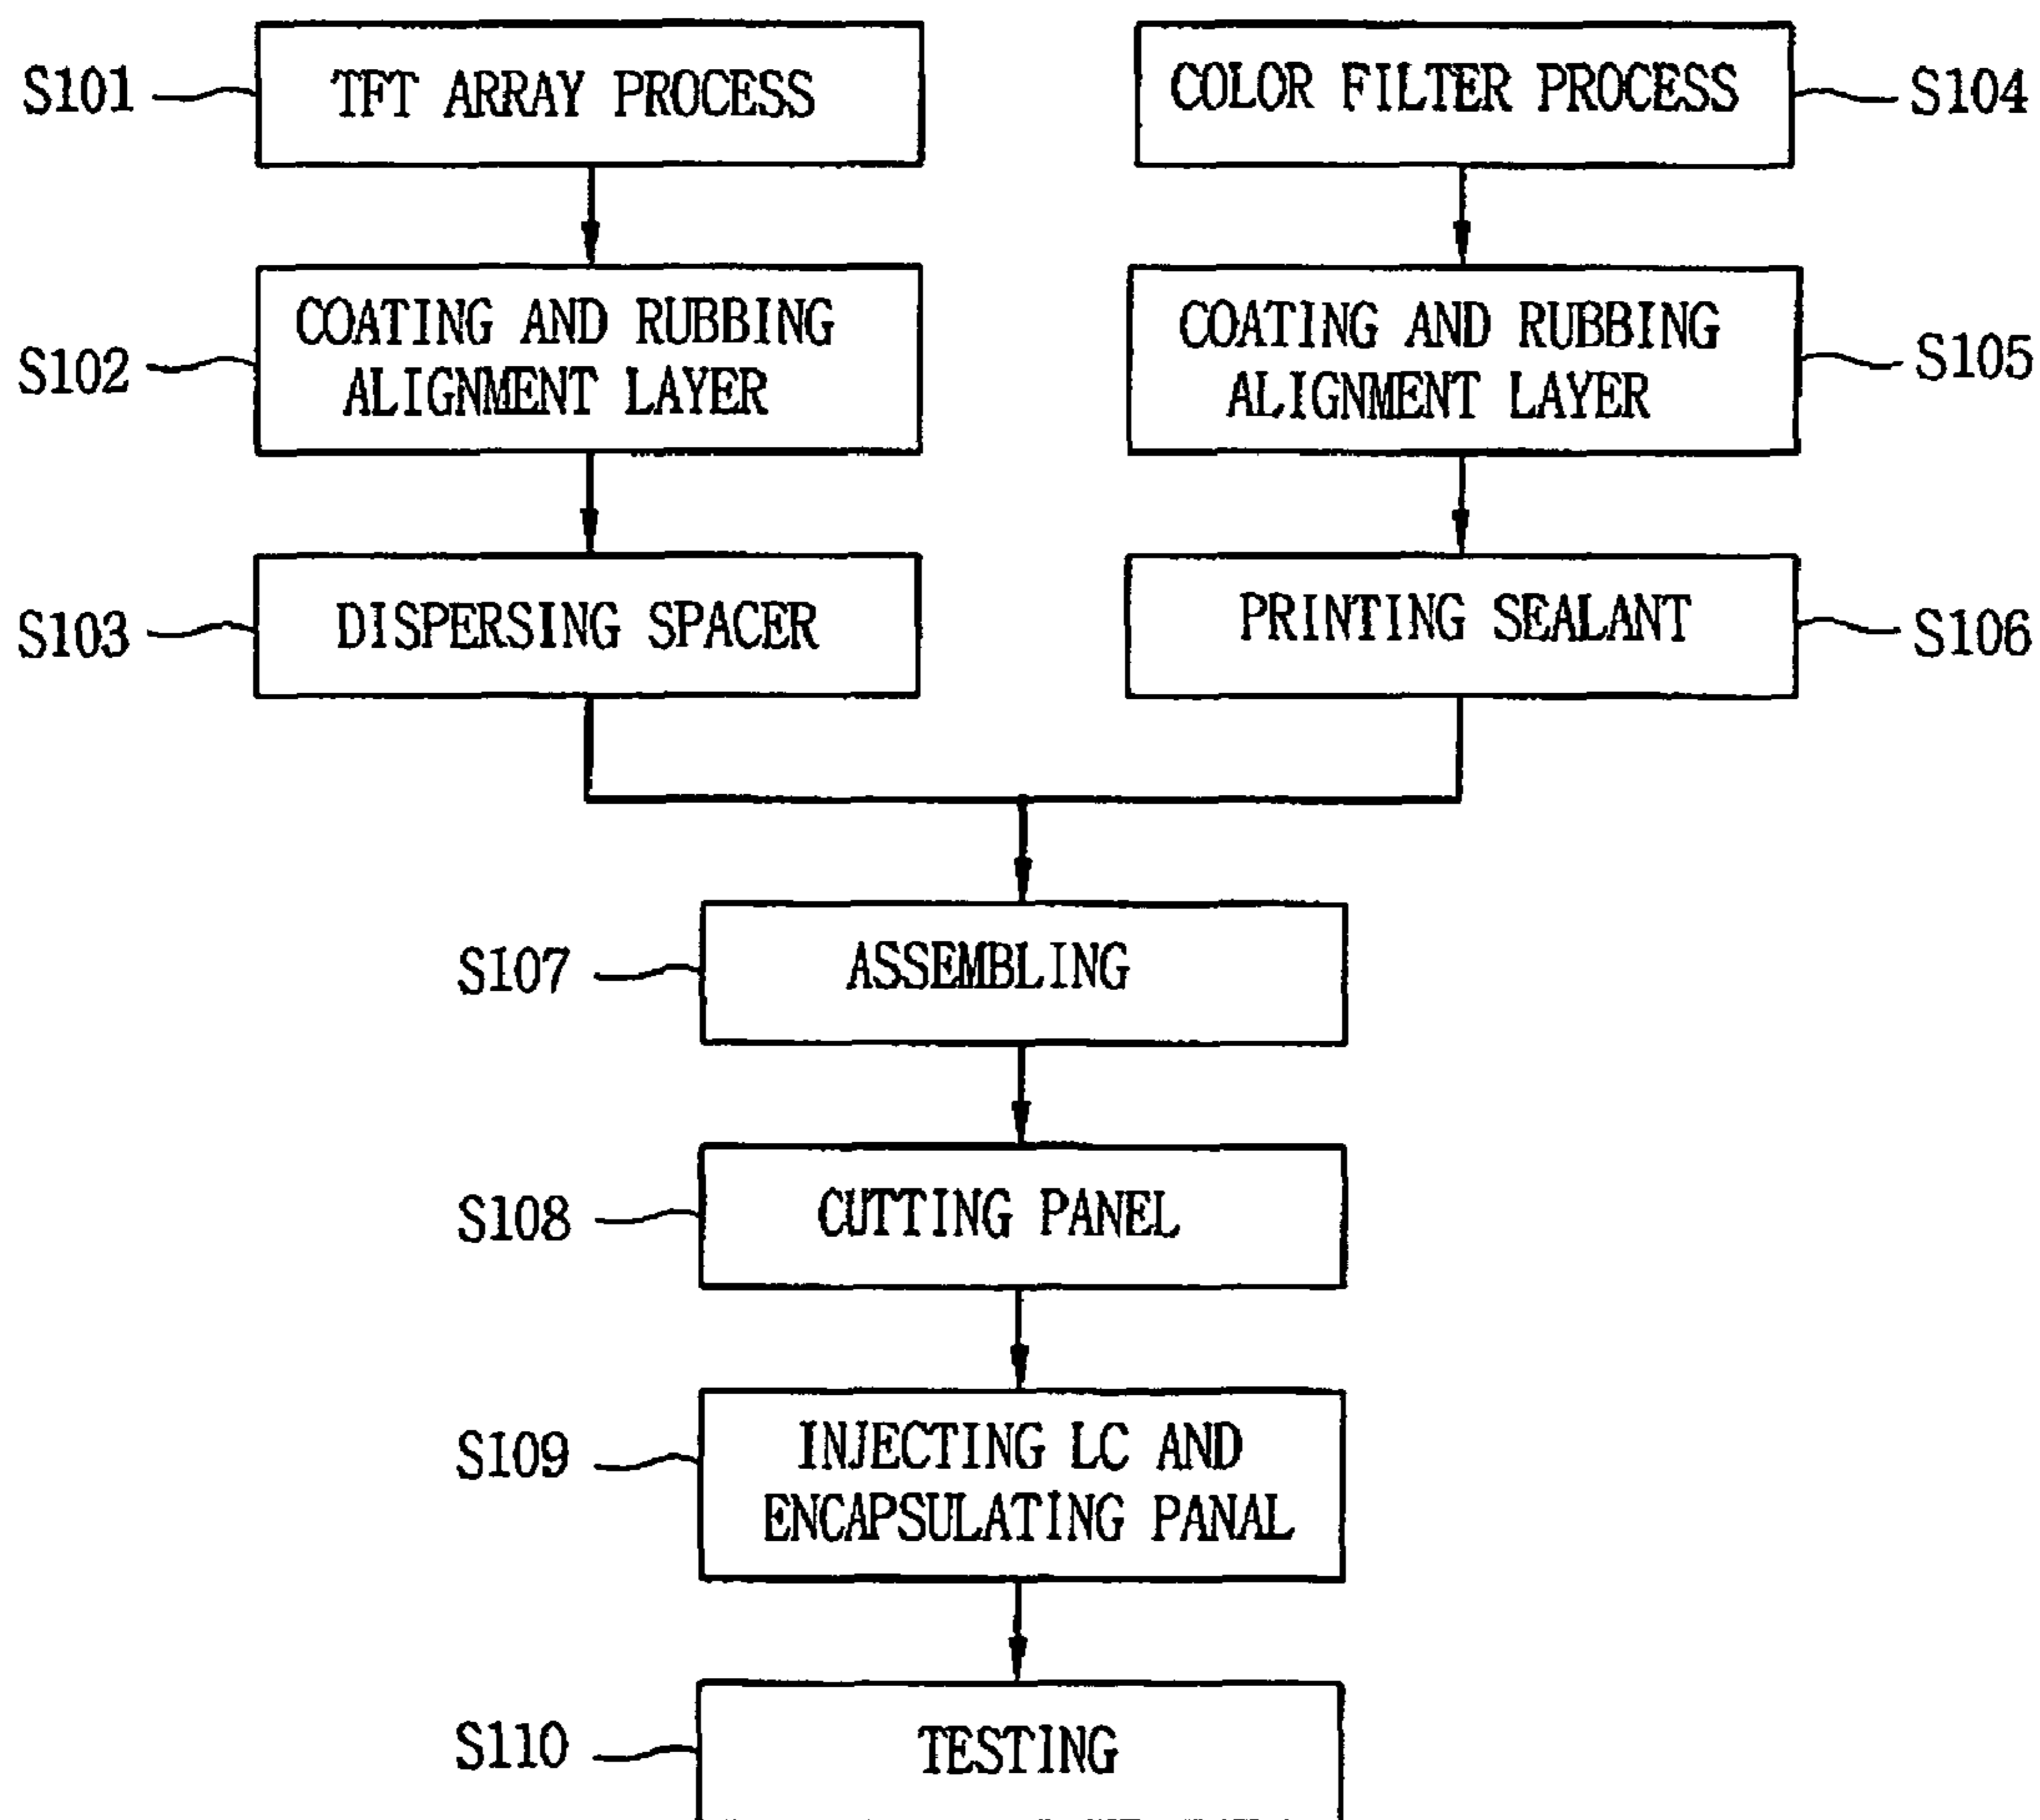 S101
TFT ARRAY PROCESS
COLOR FILTER PROCESS
S104
S102
COATING AND RUBBING
ALIGNMENT LAYER
COATING AND RUBBING
ALIGNMENT LAYER
S105
S103
DISPERSING SPACER
PRINTING SEALANT
S106
S107
ASSEMBLING
S108
CUTTING PANEL
S109
INJECTING LC AND
ENCAPSULATING PANAL
S110
TESTING